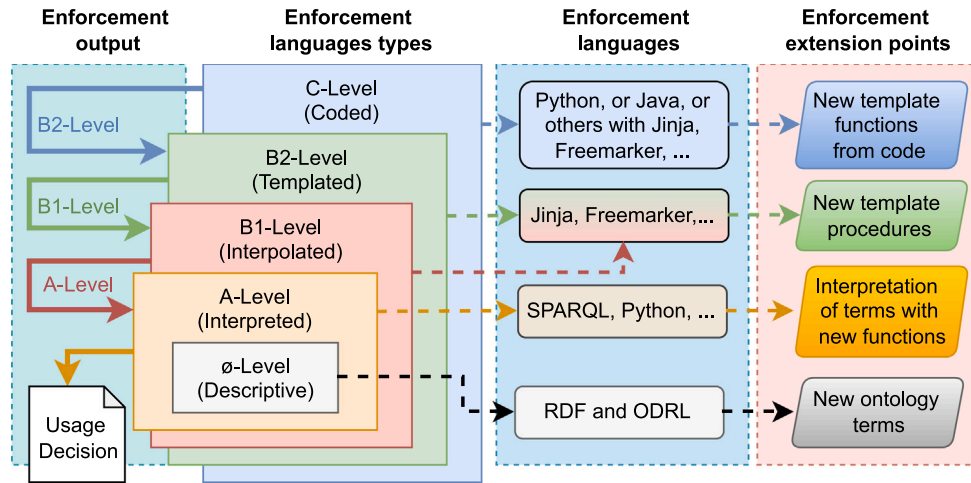 Enforcement
output
Enforcement
languages types
Enforcement
languages
Enforcement
extension points
B2-Level
B1-Level
A-Level
Usage
Decision
C-Level
(Coded)
B2-Level
(Templated)
B1-Level
(Interpolated)
A-Level
(Interpreted)
ø-Level
(Descriptive)
Python, or Java, or
others with Jinja,
Freemarker, ...
Jinja, Freemarker,...
SPARQL, Python, ...
RDF and ODRL
New template
functions
from code
New template
procedures
Interpretation
of terms with
new functions
New ontology
terms